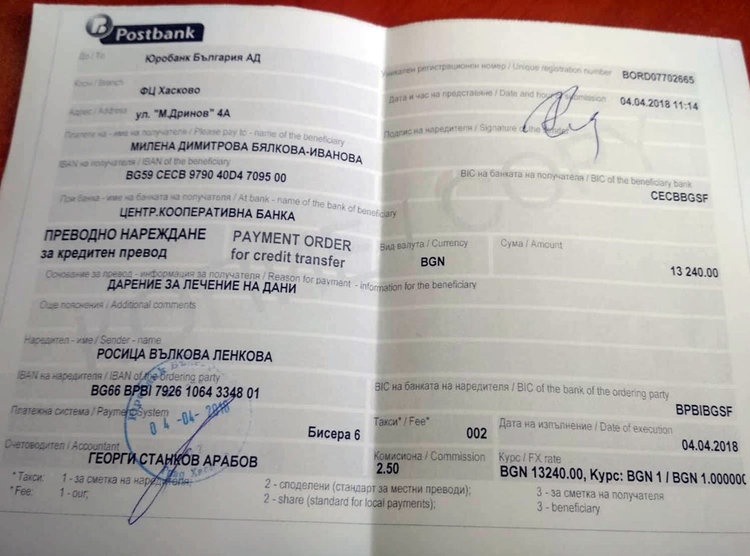 Postbank
До / To
Юробанк България АД
Клон / Branch
ФЦ Хасково
Адрес / Address
ул. "М.Дринов" 4А
Платете на - име на получателя / Please pay to - name of the beneficiary
МИЛЕНА ДИМИТРОВА БЯЛКОВА-ИВАНОВА
IBAN на получателя / IBAN of the beneficiary
BG59 CECB 9790 40D4 7095 00
При банка - име на банката на получателя / At bank - name of the bank of beneficiary
ЦЕНТР.КООПЕРАТИВНА БАНКА
ПРЕВОДНО НАРЕЖДАНЕ
за кредитен превод
PAYMENT ORDER
for credit transfer
Основание за превод - информация за получателя / Reason for payment - information for the beneficiary
ДАРЕНИЕ ЗА ЛЕЧЕНИЕ НА ДАНИ
Още пояснения / Additional comments
Наредител - име / Sender - name
РОСИЦА ВЪЛКОВА ЛЕНКОВА
IBAN на наредителя / IBAN of the ordering party
BG66 BPBI 7926 1064 3348 01
Платежна система / Payment System
Бисера 6
04 -04- 2018
Счетоводител / Accountant
ГЕОРГИ СТАНКОВ АРАБОВ
* Такси: 1 - за сметка на наредителя;
* Fee: 1 - our;
2 - споделени (стандарт за местни преводи);
2 - share (standard for local payments);
3 - за сметка на получателя
3 - beneficiary
Уникален регистрационен номер / Unique registration number
BORD07702665
Дата и час на представяне / Date and hour submission
04.04.2018 11:14
Подпис на наредителя / Signature of the sender
BIC на банката на получателя / BIC of the beneficiary bank
CECBBGSF
Вид валута / Currency
BGN
Сума / Amount
13 240.00
BIC на банката на наредителя / BIC of the bank of the ordering party
BPBIBGSF
Такси* / Fee*
002
Дата на изпълнение / Date of execution
04.04.2018
Комисиона / Commission
2.50
Курс / FX rate
BGN 13240.00, Курс: BGN 1 / BGN 1.000000